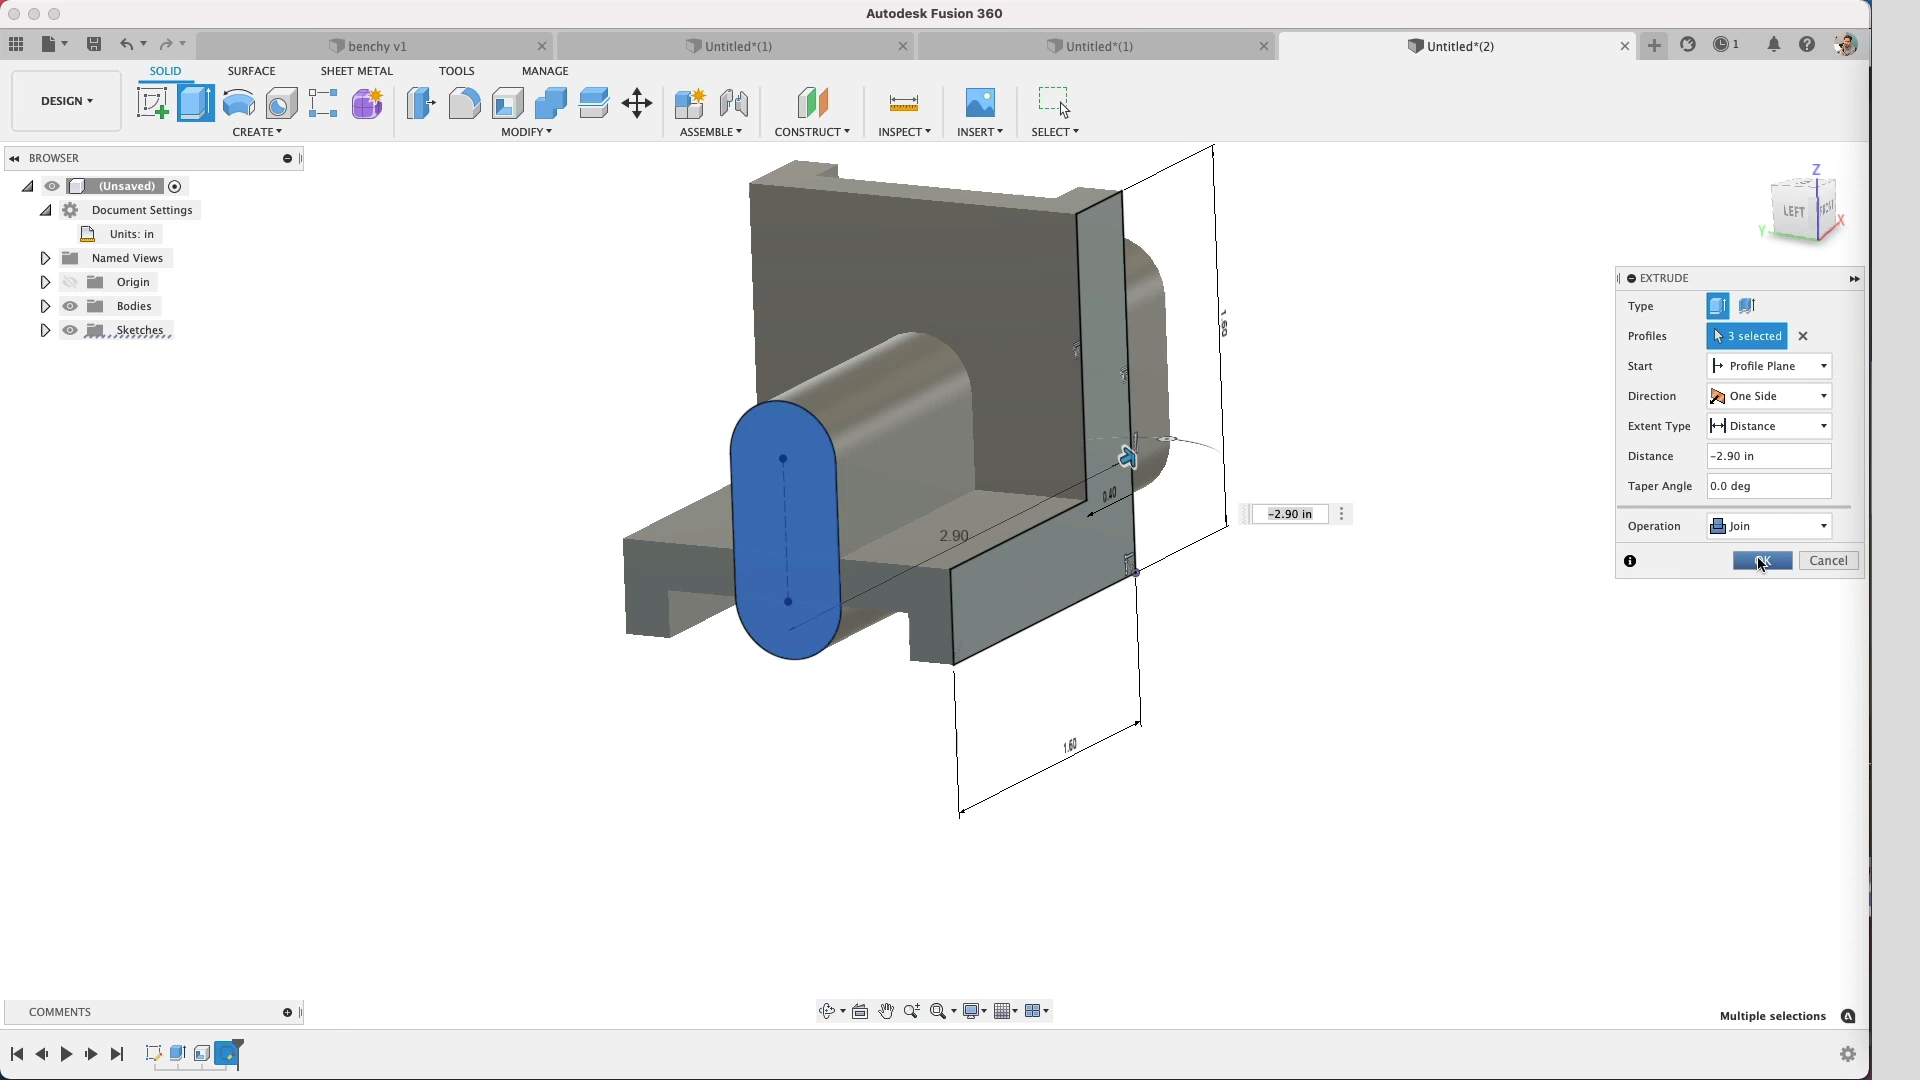 Autodesk Fusion 360
benchy v1
Untitled*(1)
Untitled*(1)
Untitled*(2)
1
SOLID
SURFACE
SHEET METAL
TOOLS
MANAGE
DESIGN
CREATE
MODIFY
ASSEMBLE
CONSTRUCT
INSPECT
INSERT
SELECT
BROWSER
(Unsaved)
Document Settings
Units: in
Named Views
Origin
Bodies
Sketches
Z
LEFT
FRONT
X
Y
EXTRUDE
Type
Profiles
3 selected
Start
Profile Plane
Direction
One Side
Extent Type
Distance
Distance
-2.90 in
Taper Angle
0.0 deg
Operation
Join
OK
Cancel
1.60
0.40
2.90
-2.90 in
1.60
COMMENTS
Multiple selections